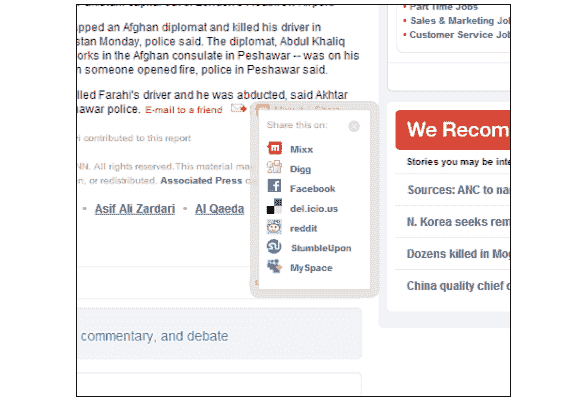 pped an Afghan diplomat and killed his driver in
stan Monday, police said. The diplomat, Abdul Khaliq
orks in the Afghan consulate in Peshawar -- was on his
n someone opened fire, police in Peshawar said.
lled Farahi's driver and he was abducted, said Akhtar
awar police. E-mail to a friend
ri contributed to this report
NN. All rights reserved.This material may
n, or redistributed. Associated Press
Asif Ali Zardari • Al Qaeda
commentary, and debate
Share this on:
Mixx
Digg
Facebook
del.icio.us
reddit
StumbleUpon
MySpace
• Part Time Jobs
• Sales & Marketing Jo
• Customer Service Jo
We Recom
Stories you may be inte
Sources: ANC to na
N. Korea seeks rem
Dozens killed in Mog
China quality chief